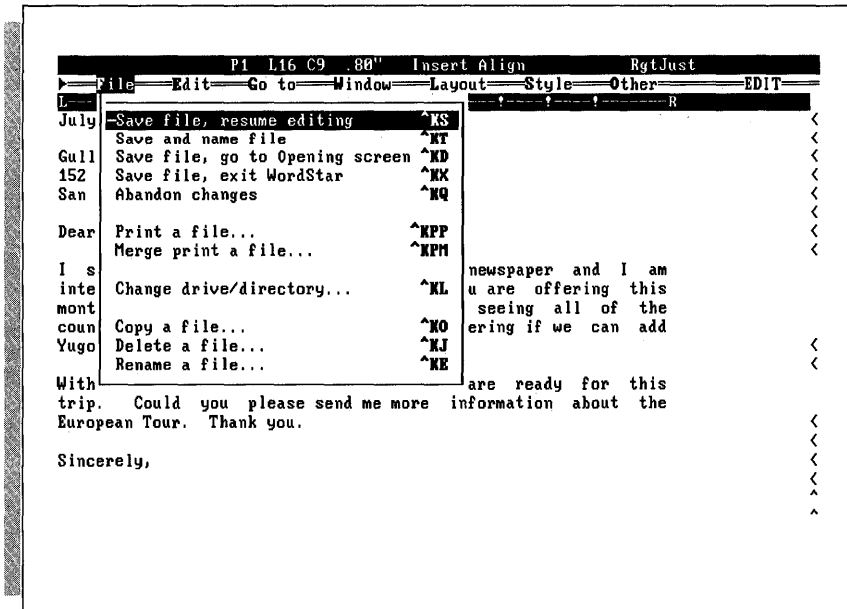 P1 L16 C9 .80" Insert Align RgtJust
File Edit Go to Window Layout Style Other EDIT
L--- ---!----!----!--------R
July —Save file, resume editing ^KS <
Save and name file ^KT <
Gull Save file, go to Opening screen ^KD <
152 Save file, exit WordStar ^KX <
San Abandon changes ^KQ <
<
Dear Print a file... ^KPP <
Merge print a file... ^KPM <
I s newspaper and I am
inte Change drive/directory... ^KL u are offering this
mont seeing all of the
coun Copy a file... ^KO ering if we can add
Yugo Delete a file... ^KJ <
Rename a file... ^KE <
With are ready for this
trip. Could you please send me more information about the
European Tour. Thank you. <
<
Sincerely, <
<
^
^